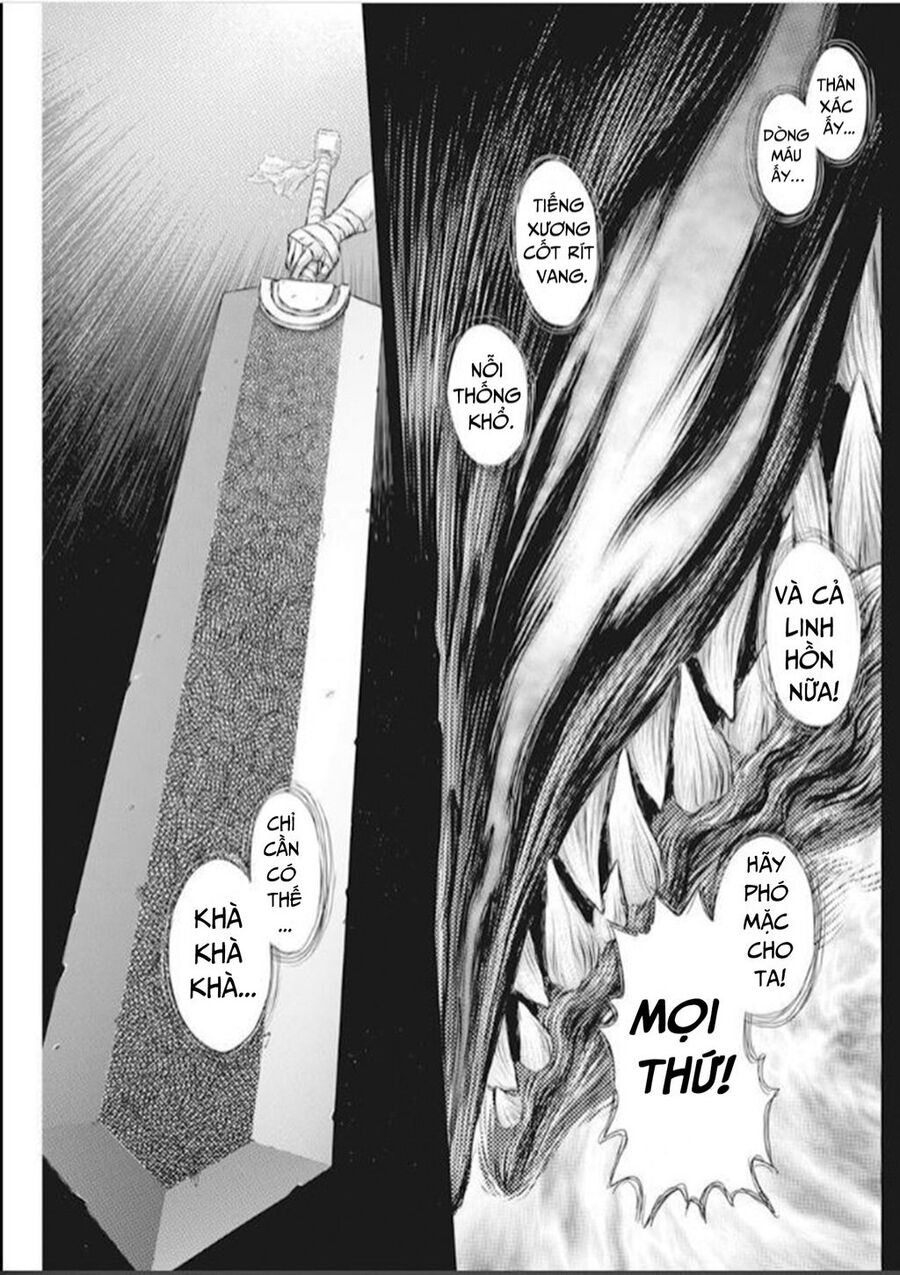 THÂN
XÁC
ẤY...
DÒNG
MÁU
ẤY...
TIẾNG
XƯƠNG
CỐT RÍT
VANG.
NỖI
THỐNG
KHỔ.
VÀ CẢ
LINH
HỒN
NỮA!
HÃY
PHÓ
MẶC
CHO
TA!
MỌI
THỨ!
CHỈ
CẦN
CÓ
THẾ
...
KHÀ
KHÀ
KHÀ...